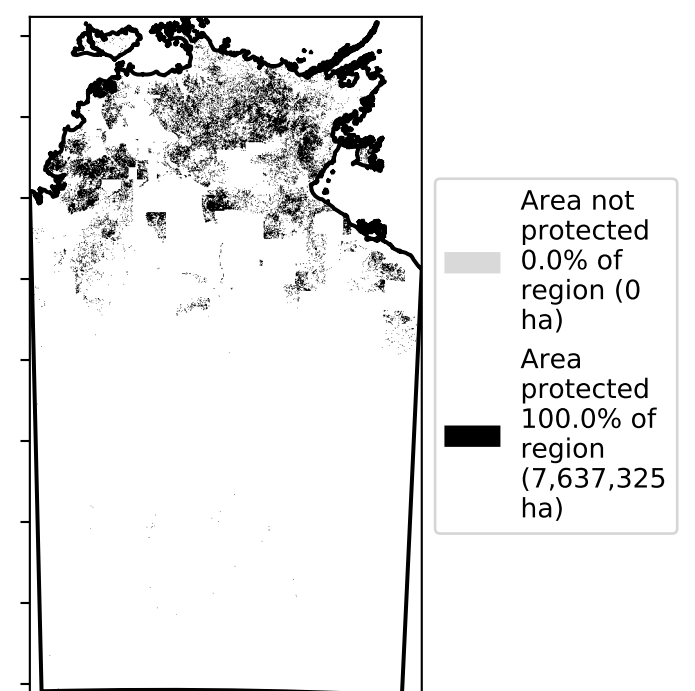 Area not
protected
0.0% of
region (0
ha)
Area
protected
100.0% of
region
(7,637,325
ha)